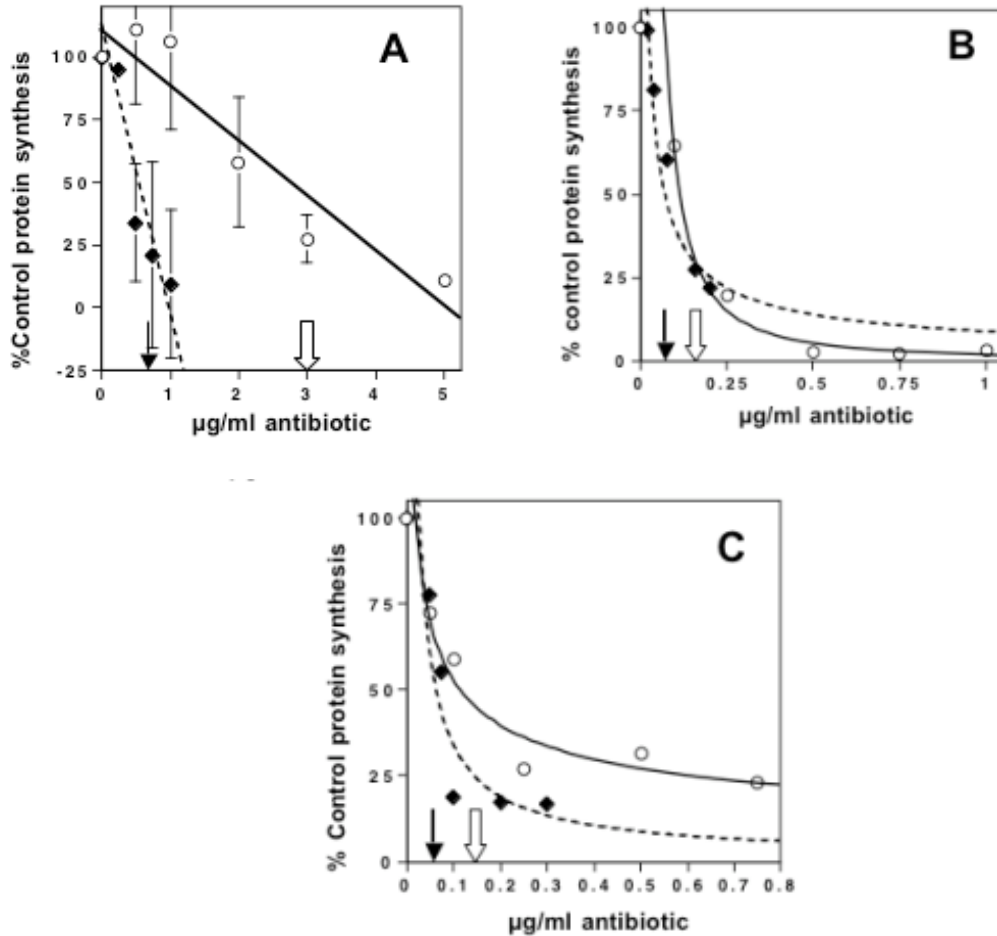 A
%Control protein synthesis
100
75
50
25
0
-25
0 1 2 3 4 5
µg/ml antibiotic
B
% control protein synthesis
100
75
50
25
0
0 0.25 0.5 0.75 1
µg/ml antibiotic
C
% Control protein synthesis
100
75
50
25
0
0 0.1 0.2 0.3 0.4 0.5 0.6 0.7 0.8
µg/ml antibiotic